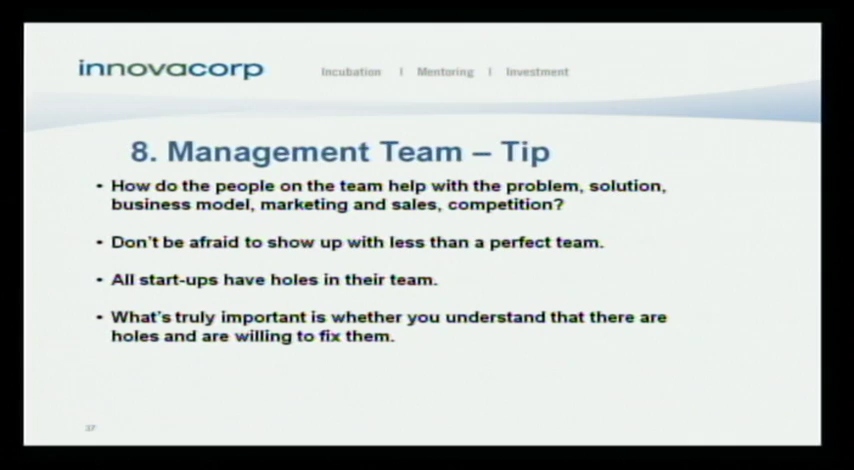 innovacorp
Incubation | Mentoring | Investment
8. Management Team – Tip
• How do the people on the team help with the problem, solution,
business model, marketing and sales, competition?
• Don't be afraid to show up with less than a perfect team.
• All start-ups have holes in their team.
• What's truly important is whether you understand that there are
holes and are willing to fix them.
37